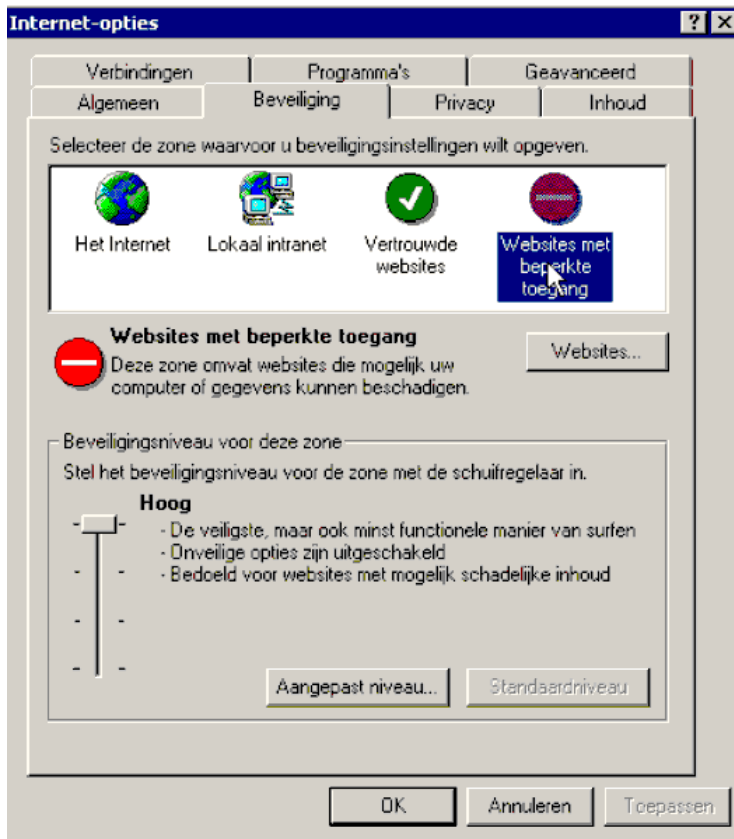 Internet-opties
Verbindingen Programma's Geavanceerd
Algemeen Beveiliging Privacy Inhoud
Selecteer de zone waarvoor u beveiligingsinstellingen wilt opgeven.
Het Internet Lokaal intranet Vertrouwde websites Websites met beperkte toegang
Websites met beperkte toegang
Deze zone omvat websites die mogelijk uw
computer of gegevens kunnen beschadigen.
Websites...
Beveiligingsniveau voor deze zone
Stel het beveiligingsniveau voor de zone met de schuifregelaar in.
Hoog
- De veiligste, maar ook minst functionele manier van surfen
- Onveilige opties zijn uitgeschakeld
- Bedoeld voor websites met mogelijk schadelijke inhoud
Aangepast niveau... Standaardniveau
OK Annuleren Toepassen